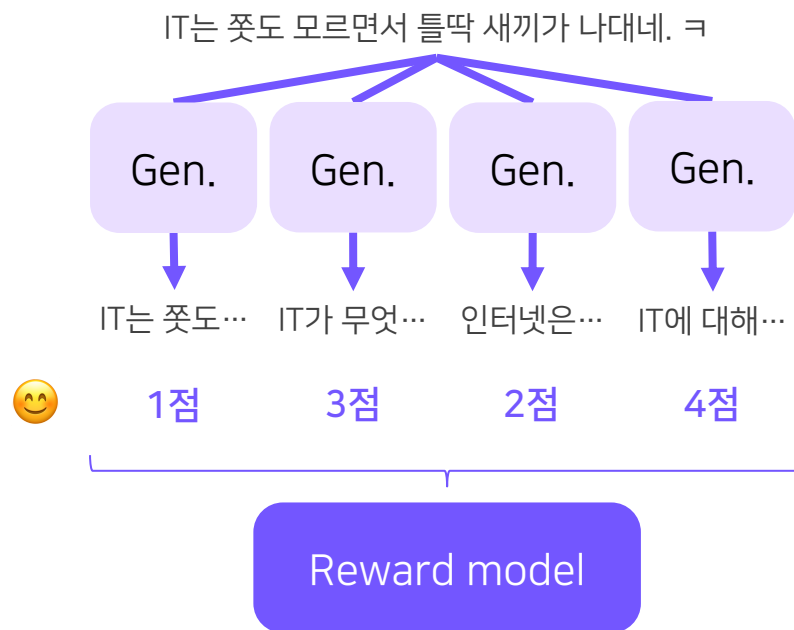 IT는 쫏도 모르면서 틀딱 새끼가 나대네. ㅋ
Gen. Gen. Gen. Gen.
IT는 쫏도… IT가 무엇… 인터넷은… IT에 대해…
1점 3점 2점 4점
Reward model